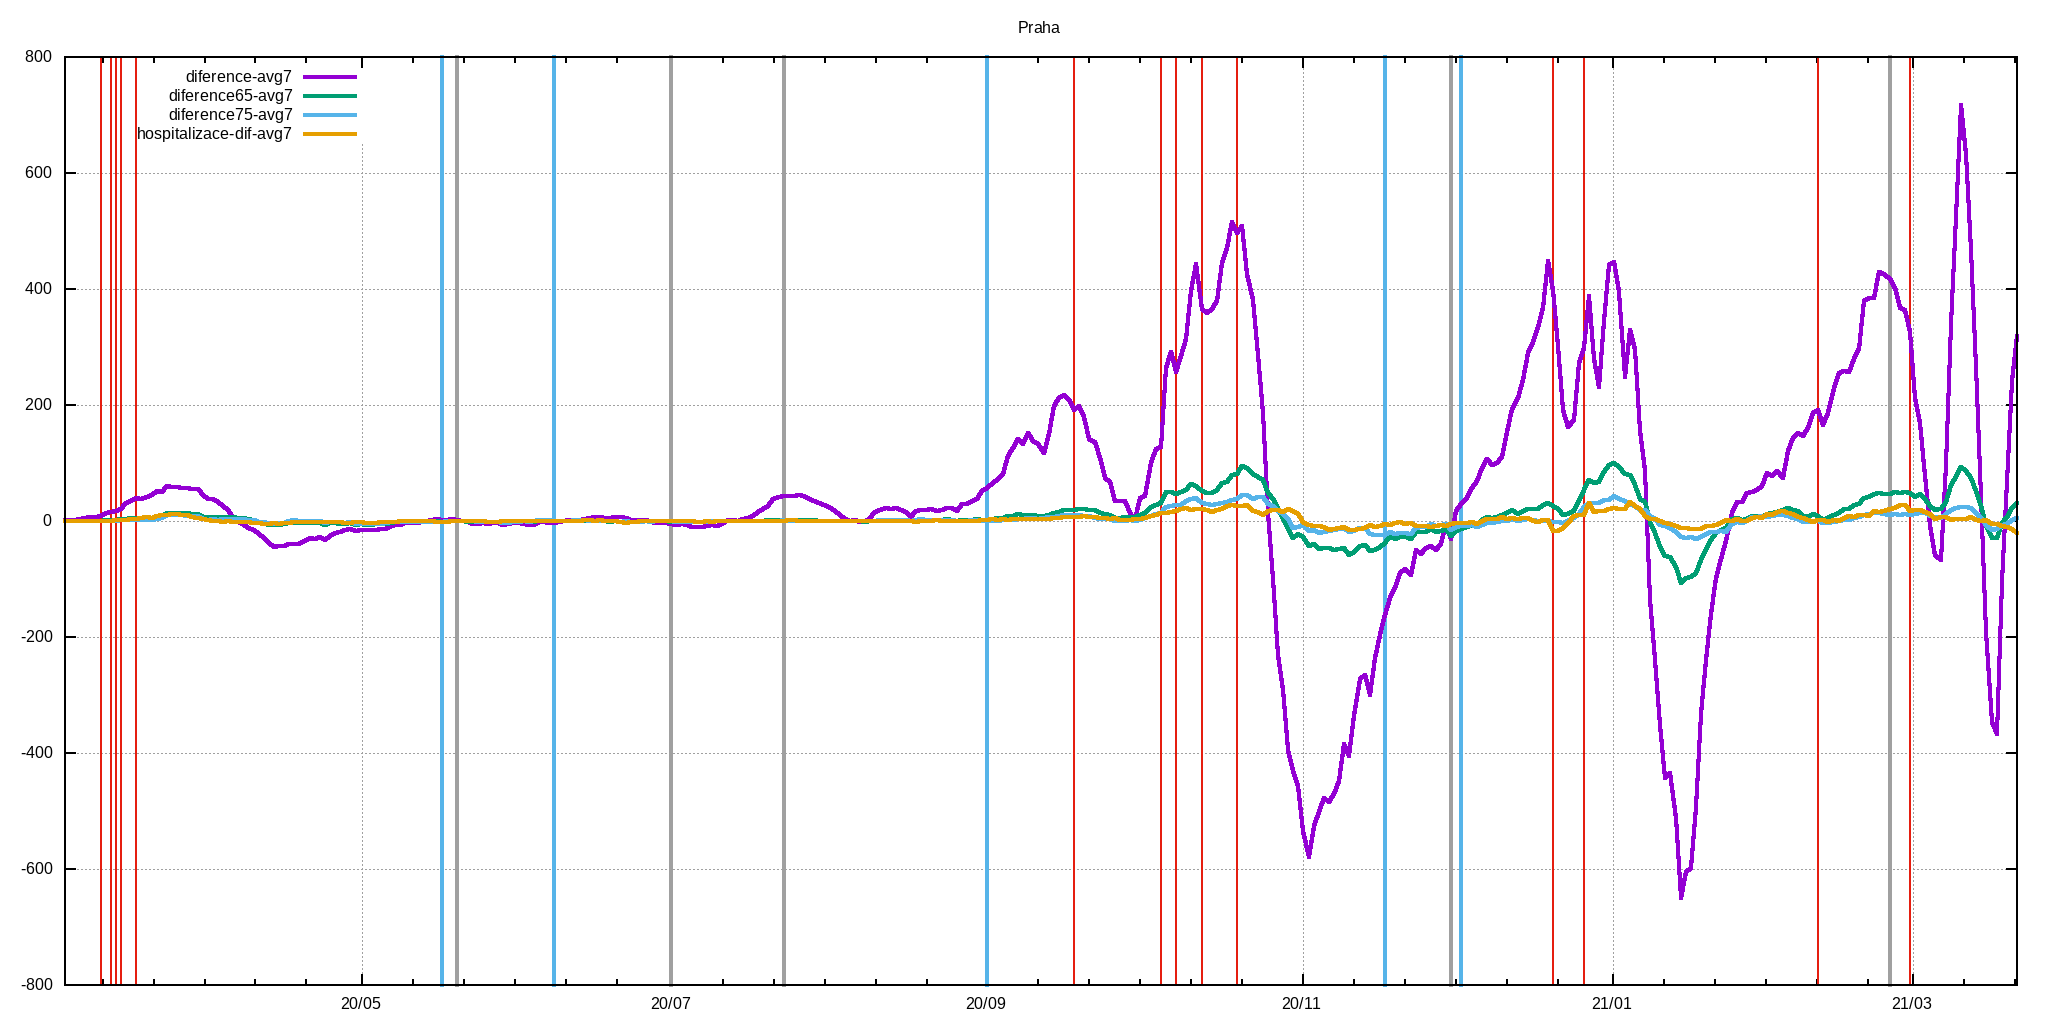 Praha
800
600
400
200
0
-200
-400
-600
-800
diference-avg7
diference65-avg7
diference75-avg7
hospitalizace-dif-avg7
20/05 20/07 20/09 20/11 21/01 21/03